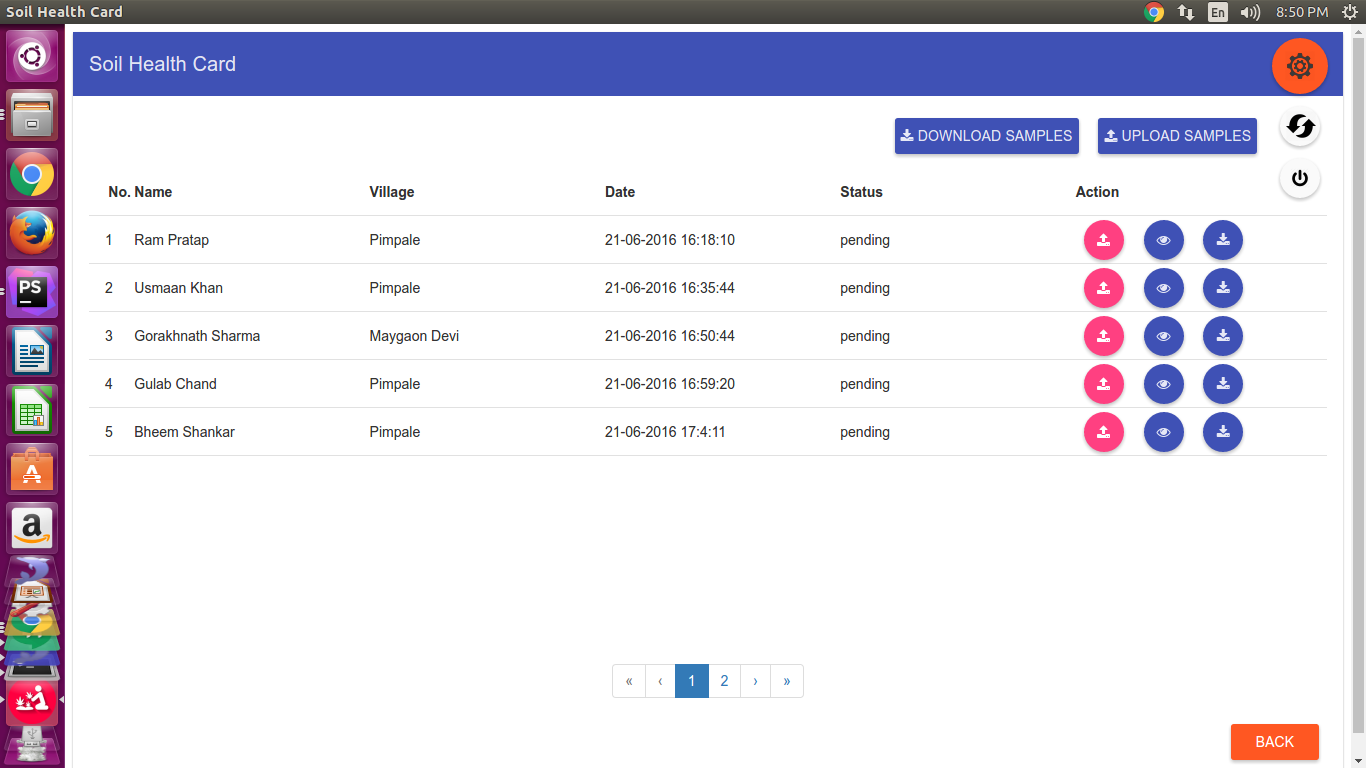 Soil Health Card
En
8:50 PM
Soil Health Card
DOWNLOAD SAMPLES
UPLOAD SAMPLES
No. Name Village Date Status Action
1 Ram Pratap Pimpale 21-06-2016 16:18:10 pending
2 Usmaan Khan Pimpale 21-06-2016 16:35:44 pending
3 Gorakhnath Sharma Maygaon Devi 21-06-2016 16:50:44 pending
4 Gulab Chand Pimpale 21-06-2016 16:59:20 pending
5 Bheem Shankar Pimpale 21-06-2016 17:4:11 pending
PS
a
« ‹ 1 2 › »
BACK